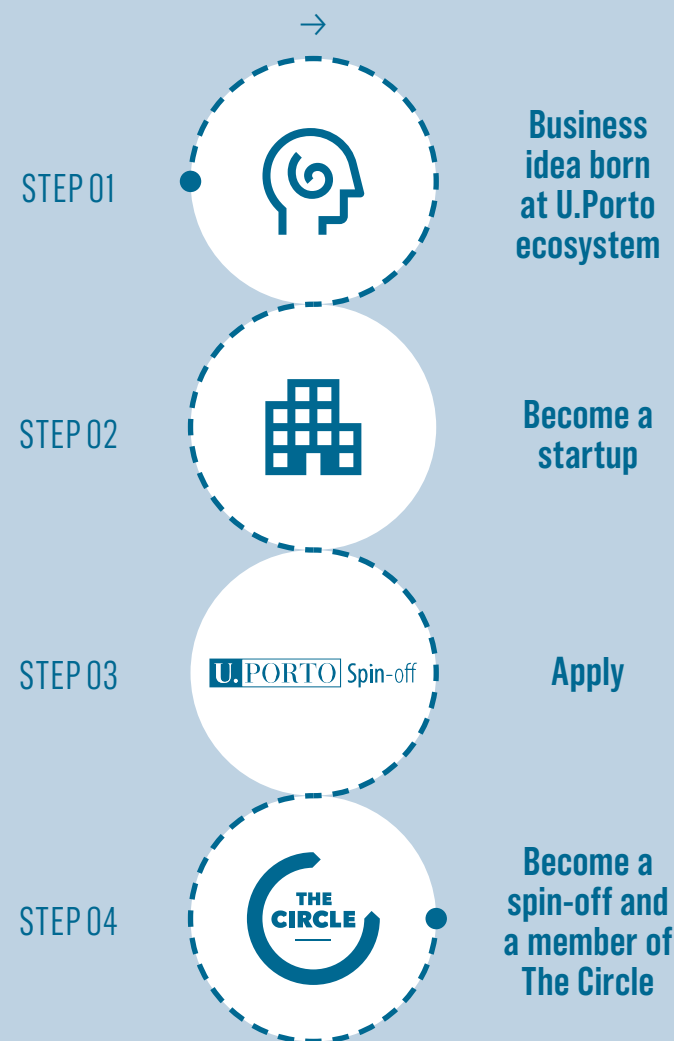 STEP 01
Business
idea born
at U.Porto
ecosystem
STEP 02
Become a
startup
STEP 03
U.PORTO Spin-off
Apply
STEP 04
THE
CIRCLE
Become a
spin-off and
a member of
The Circle